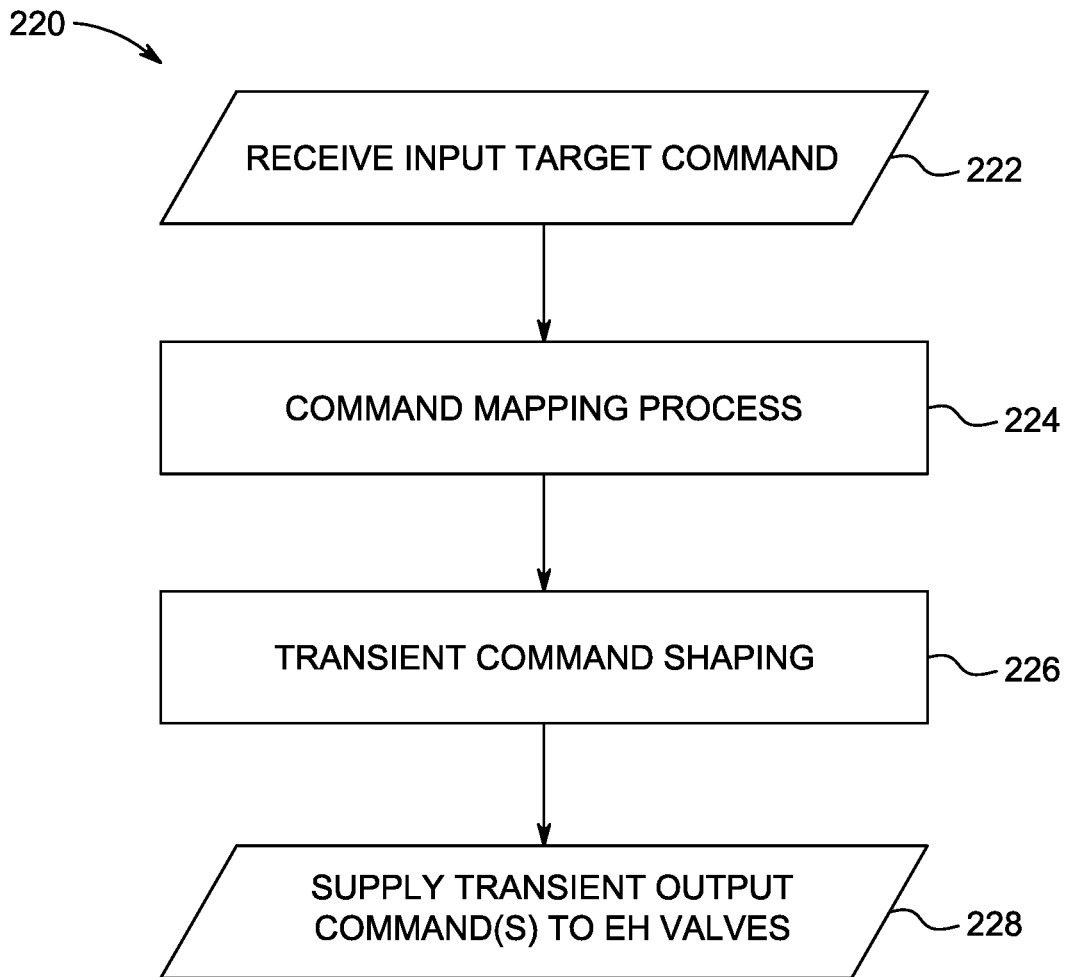 220
RECEIVE INPUT TARGET COMMAND
222
COMMAND MAPPING PROCESS
224
TRANSIENT COMMAND SHAPING
226
SUPPLY TRANSIENT OUTPUT
COMMAND(S) TO EH VALVES
228